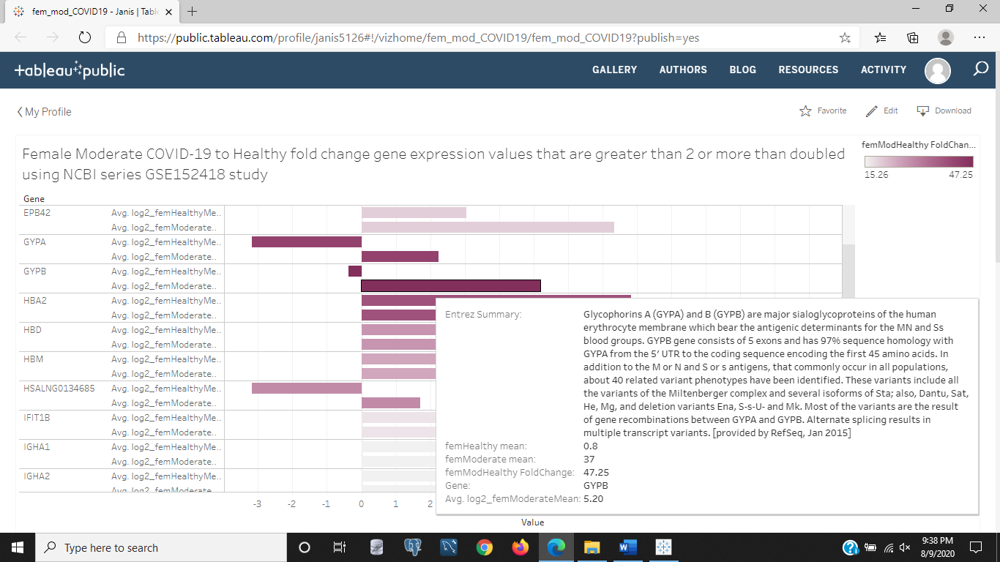 fem_mod_COVID19 - Janis | Table
https://public.tableau.com/profile/janis5126#!/vizhome/fem_mod_COVID19/fem_mod_COVID19?publish=yes
+ableau+public
GALLERY AUTHORS BLOG RESOURCES ACTIVITY
My Profile
Favorite Edit Download
Female Moderate COVID-19 to Healthy fold change gene expression values that are greater than 2 or more than doubled
using NCBI series GSE152418 study
femModHealthy FoldChan...
15.26 47.25
Gene
EPB42 Avg. log2_femHealthyMe..
Avg. log2_femModerate..
GYPA Avg. log2_femHealthyMe..
Avg. log2_femModerate..
GYPB Avg. log2_femHealthyMe..
Avg. log2_femModerate..
HBA2 Avg. log2_femHealthyMe..
Avg. log2_femModerate..
HBD Avg. log2_femHealthyMe..
Avg. log2_femModerate..
HBM Avg. log2_femHealthyMe..
Avg. log2_femModerate..
HSALNG0134685 Avg. log2_femHealthyMe..
Avg. log2_femModerate..
IFIT1B Avg. log2_femHealthyMe..
Avg. log2_femModerate..
IGHA1 Avg. log2_femHealthyMe..
Avg. log2_femModerate..
IGHA2 Avg. log2_femHealthyMe..
Avg. log2_femModerate..
-3 -2 -1 0 1 2
Value
Entrez Summary: Glycophorins A (GYPA) and B (GYPB) are major sialoglycoproteins of the human
erythrocyte membrane which bear the antigenic determinants for the MN and Ss
blood groups. GYPB gene consists of 5 exons and has 97% sequence homology with
GYPA from the 5' UTR to the coding sequence encoding the first 45 amino acids. In
addition to the M or N and S or s antigens, that commonly occur in all populations,
about 40 related variant phenotypes have been identified. These variants include all
the variants of the Miltenberger complex and several isoforms of Sta; also, Dantu, Sat,
He, Mg, and deletion variants Ena, S-s-U- and Mk. Most of the variants are the result
of gene recombinations between GYPA and GYPB. Alternate splicing results in
multiple transcript variants. [provided by RefSeq, Jan 2015]
femHealthy mean: 0.8
femModerate mean: 37
femModHealthy FoldChange: 47.25
Gene: GYPB
Avg. log2_femModerateMean: 5.20
Type here to search
9:38 PM
8/9/2020